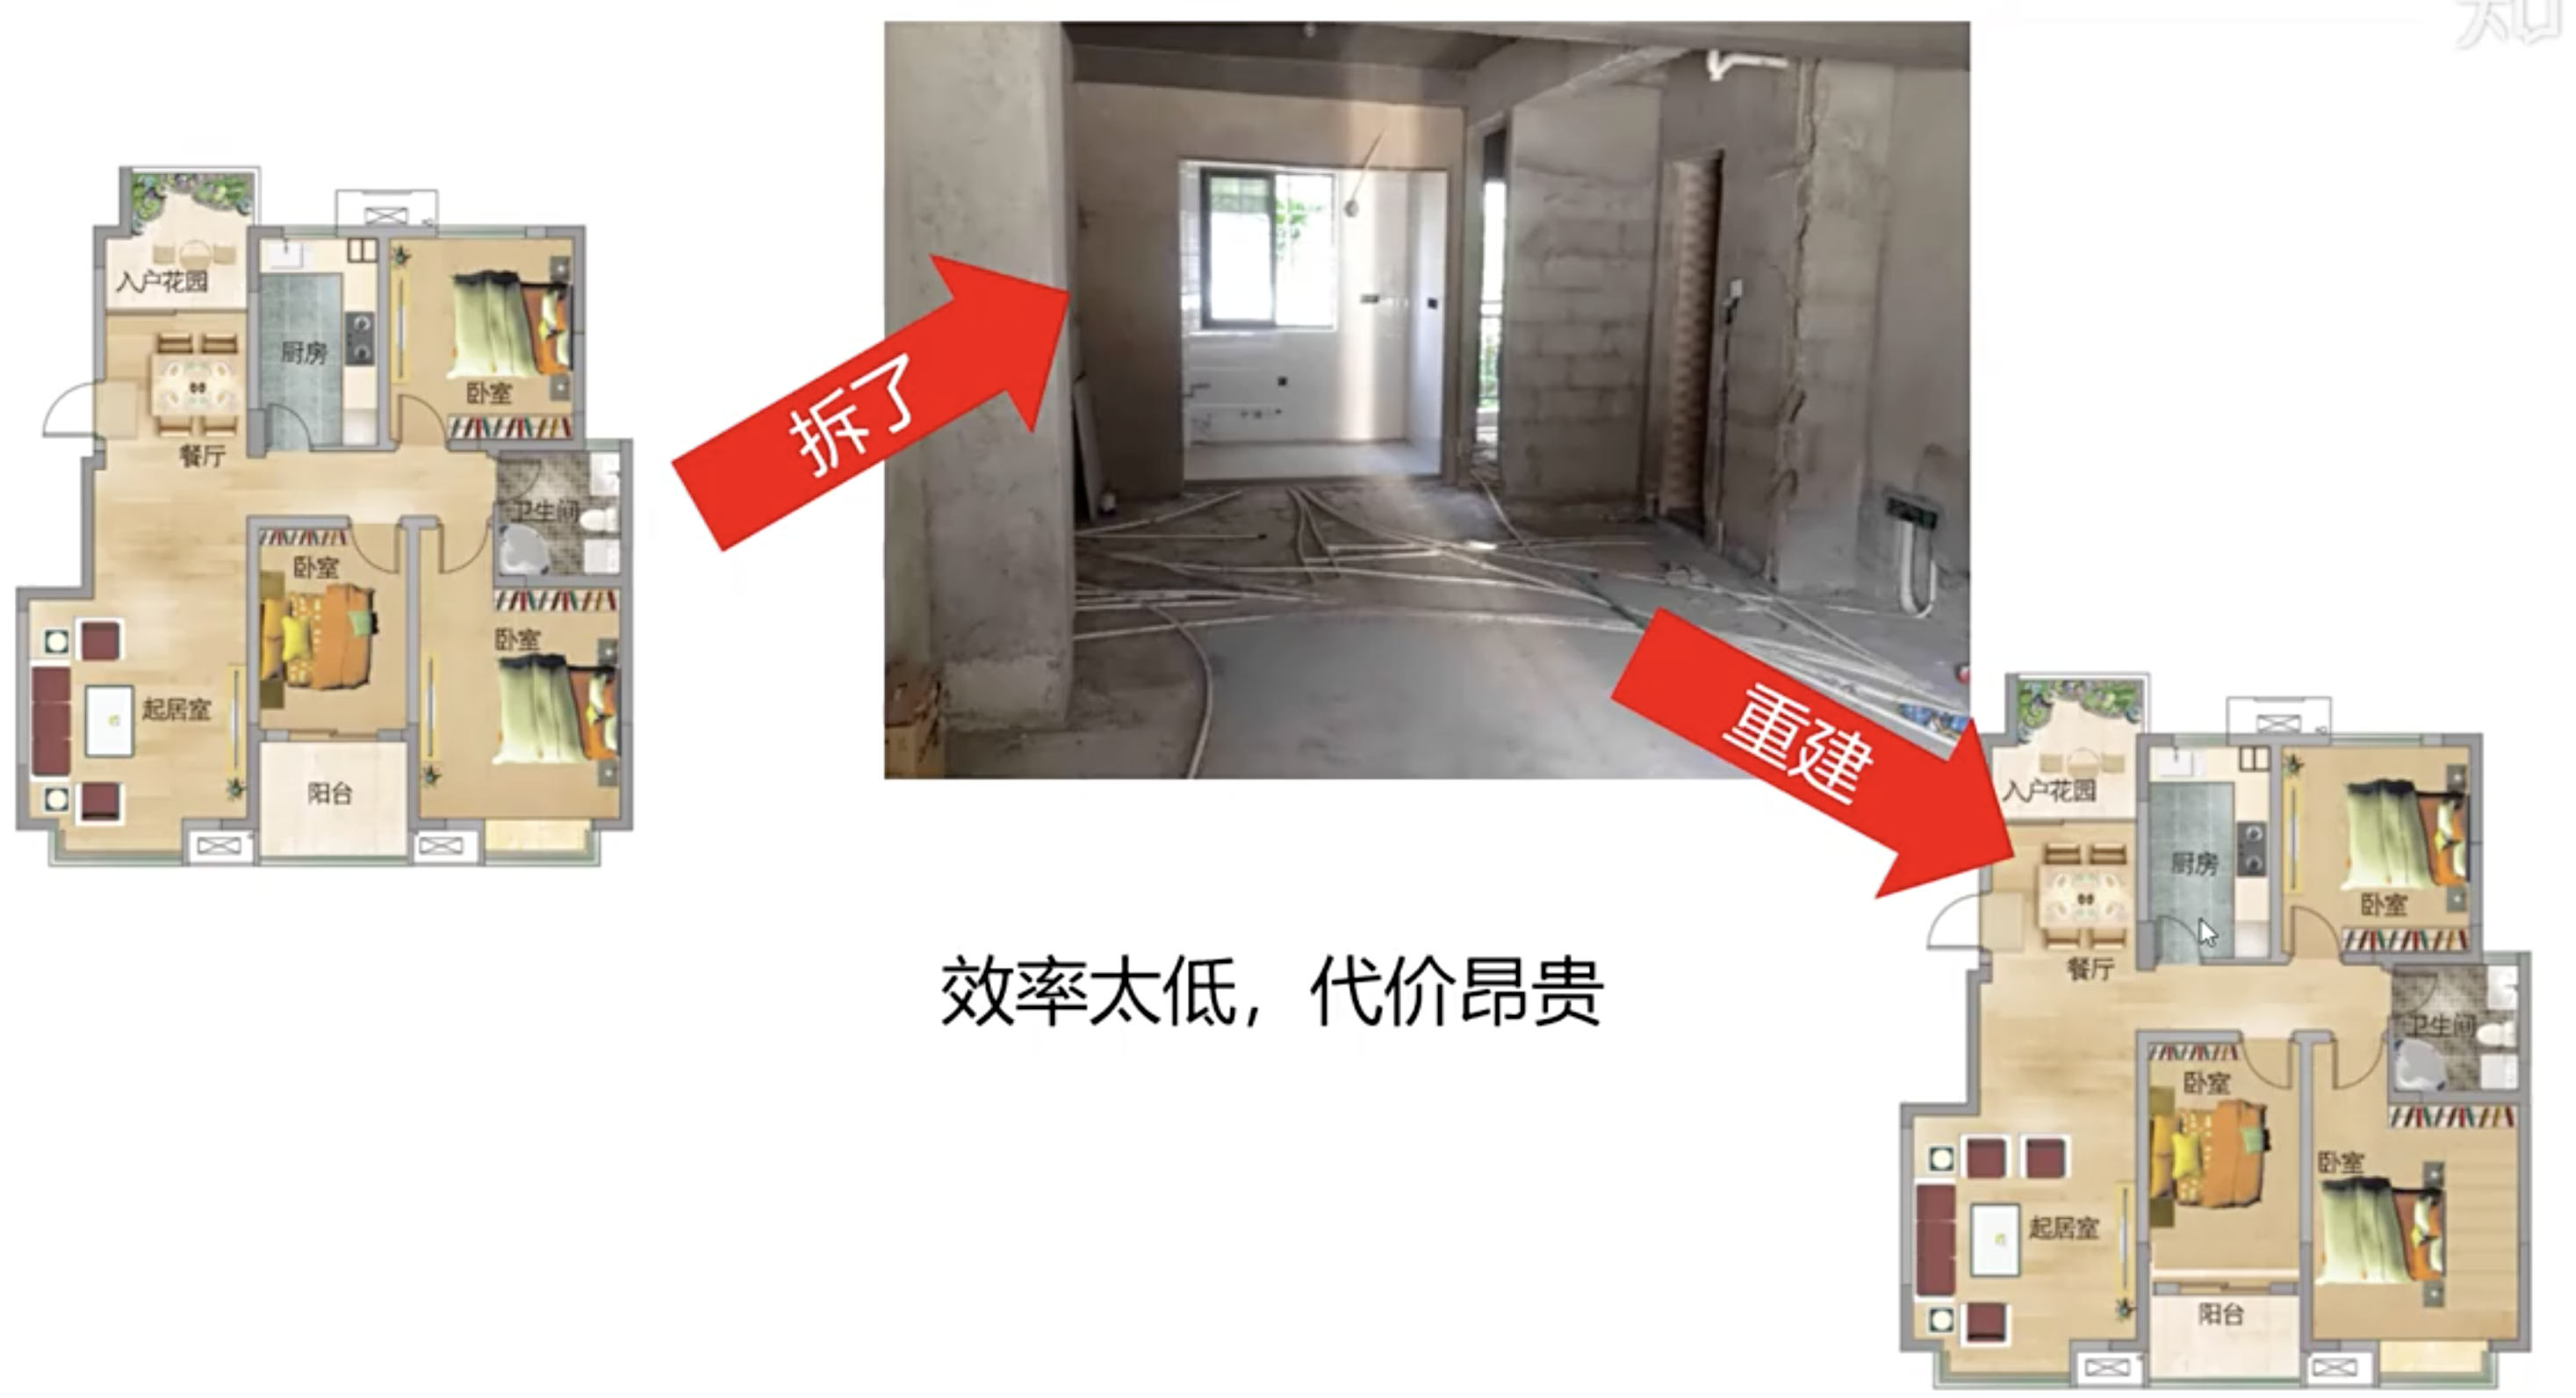 知
入户花园
厨房
卧室
餐厅
卫生间
卧室
卧室
起居室
阳台
拆了
重建
效率太低，代价昂贵
入户花园
厨房
卧室
餐厅
卫生间
卧室
卧室
起居室
阳台